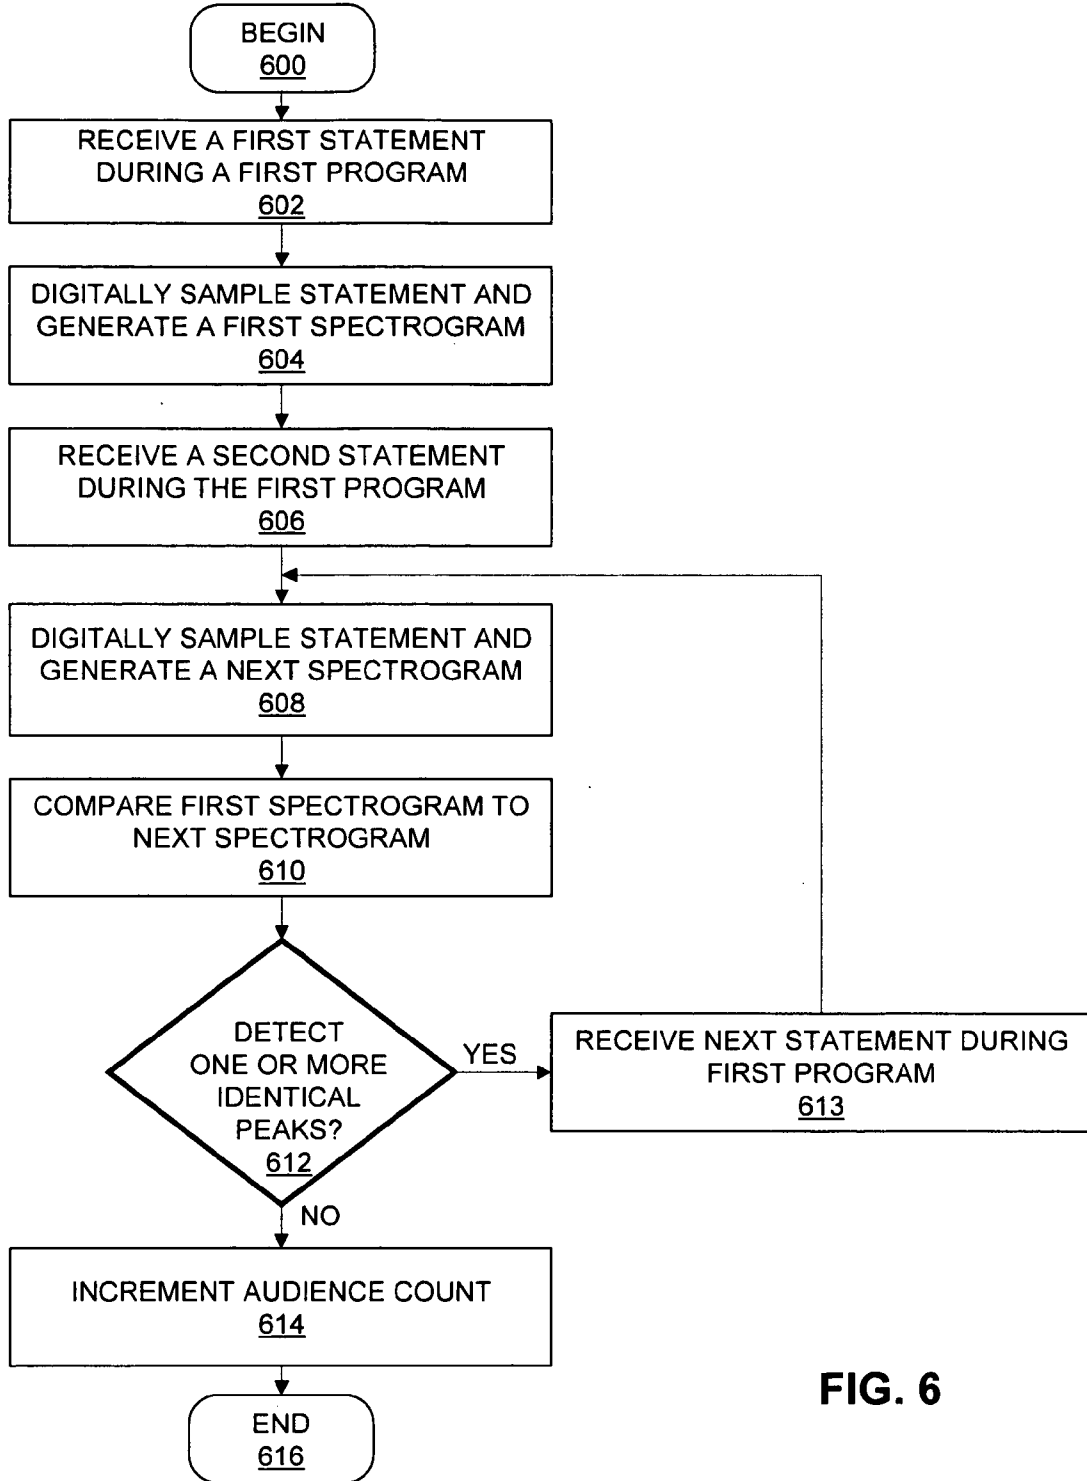 BEGIN
600
RECEIVE A FIRST STATEMENT
DURING A FIRST PROGRAM
602
DIGITALLY SAMPLE STATEMENT AND
GENERATE A FIRST SPECTROGRAM
604
RECEIVE A SECOND STATEMENT
DURING THE FIRST PROGRAM
606
DIGITALLY SAMPLE STATEMENT AND
GENERATE A NEXT SPECTROGRAM
608
COMPARE FIRST SPECTROGRAM TO
NEXT SPECTROGRAM
610
DETECT
ONE OR MORE
IDENTICAL
PEAKS?
612
YES
RECEIVE NEXT STATEMENT DURING
FIRST PROGRAM
613
NO
INCREMENT AUDIENCE COUNT
614
END
616
FIG. 6